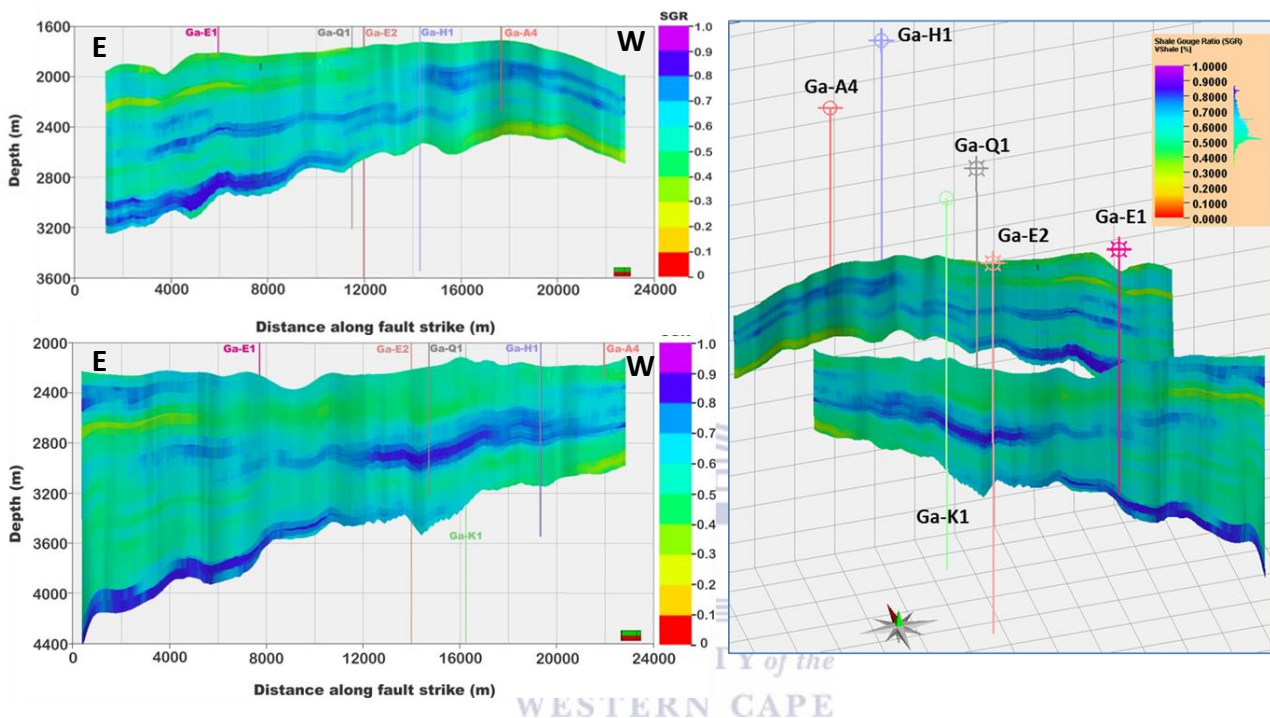 E
Ga-E1
Ga-Q1
Ga-E2
Ga-H1
Ga-A4
W
SGR
1600
2000
2400
2800
3200
3600
Depth (m)
4000
8000
12000
16000
20000
24000
Distance along fault strike (m)
1.0
0.9
0.8
0.7
0.6
0.5
0.4
0.3
0.2
0.1
0
E
Ga-E1
Ga-E2
Ga-Q1
Ga-H1
Ga-A4
W
2000
2400
2800
3200
3600
4000
4400
Depth (m)
Ga-K1
4000
8000
12000
16000
20000
24000
Distance along fault strike (m)
1.0
0.9
0.8
0.7
0.6
0.5
0.4
0.3
0.2
0.1
0
Ga-H1
Ga-A4
Ga-Q1
Ga-E2
Ga-E1
Ga-K1
Shale Gouge Ratio (SGR)
VShale [%]
1.0000
0.9000
0.8000
0.7000
0.6000
0.5000
0.4000
0.3000
0.2000
0.1000
0.0000
of the
WESTERN CAPE